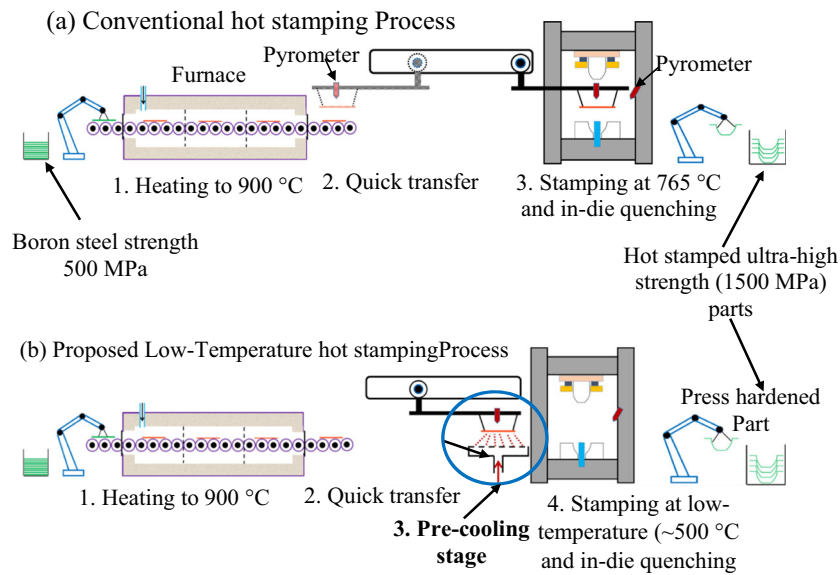 (a) Conventional hot stamping Process
Pyrometer
Furnace
Pyrometer
1. Heating to 900 °C
2. Quick transfer
3. Stamping at 765 °C
and in-die quenching
Boron steel strength
500 MPa
Hot stamped ultra-high
strength (1500 MPa)
parts
(b) Proposed Low-Temperature hot stampingProcess
Press hardened
Part
1. Heating to 900 °C
2. Quick transfer
3. Pre-cooling
stage
4. Stamping at low-
temperature (~500 °C
and in-die quenching